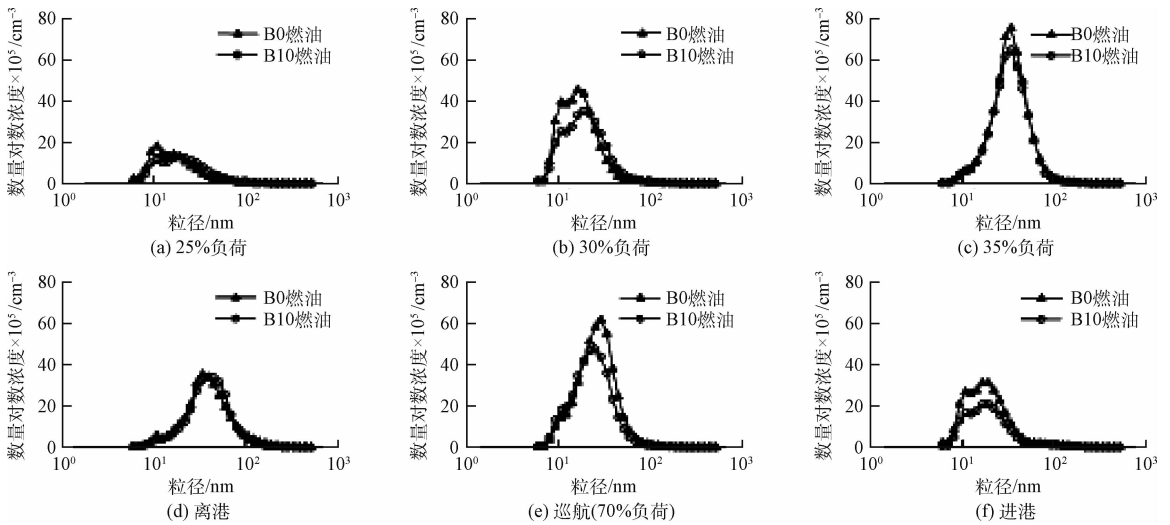 数量对数浓度×10⁵/cm⁻³
80
60
40
20
0
B0燃油
B10燃油
10⁰
10¹
10²
10³
粒径/nm
(a) 25%负荷
数量对数浓度×10⁵/cm⁻³
80
60
40
20
0
B0燃油
B10燃油
10⁰
10¹
10²
10³
粒径/nm
(b) 30%负荷
数量对数浓度×10⁵/cm⁻³
80
60
40
20
0
B0燃油
B10燃油
10⁰
10¹
10²
10³
粒径/nm
(c) 35%负荷
数量对数浓度×10⁵/cm⁻³
80
60
40
20
0
B0燃油
B10燃油
10⁰
10¹
10²
10³
粒径/nm
(d) 离港
数量对数浓度×10⁵/cm⁻³
80
60
40
20
0
B0燃油
B10燃油
10⁰
10¹
10²
10³
粒径/nm
(e) 巡航(70%负荷)
数量对数浓度×10⁵/cm⁻³
80
60
40
20
0
B0燃油
B10燃油
10⁰
10¹
10²
10³
粒径/nm
(f) 进港